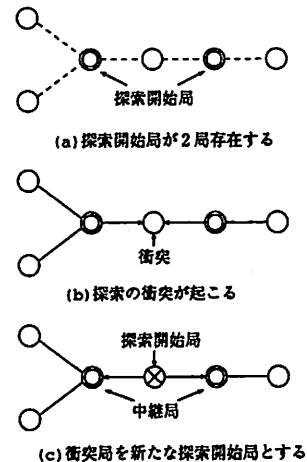 探索開始局
(a)探索開始局が2局存在する
衝突
(b)探索の衝突が起こる
探索開始局
中継局
(c)衝突局を新たな探索開始局とする